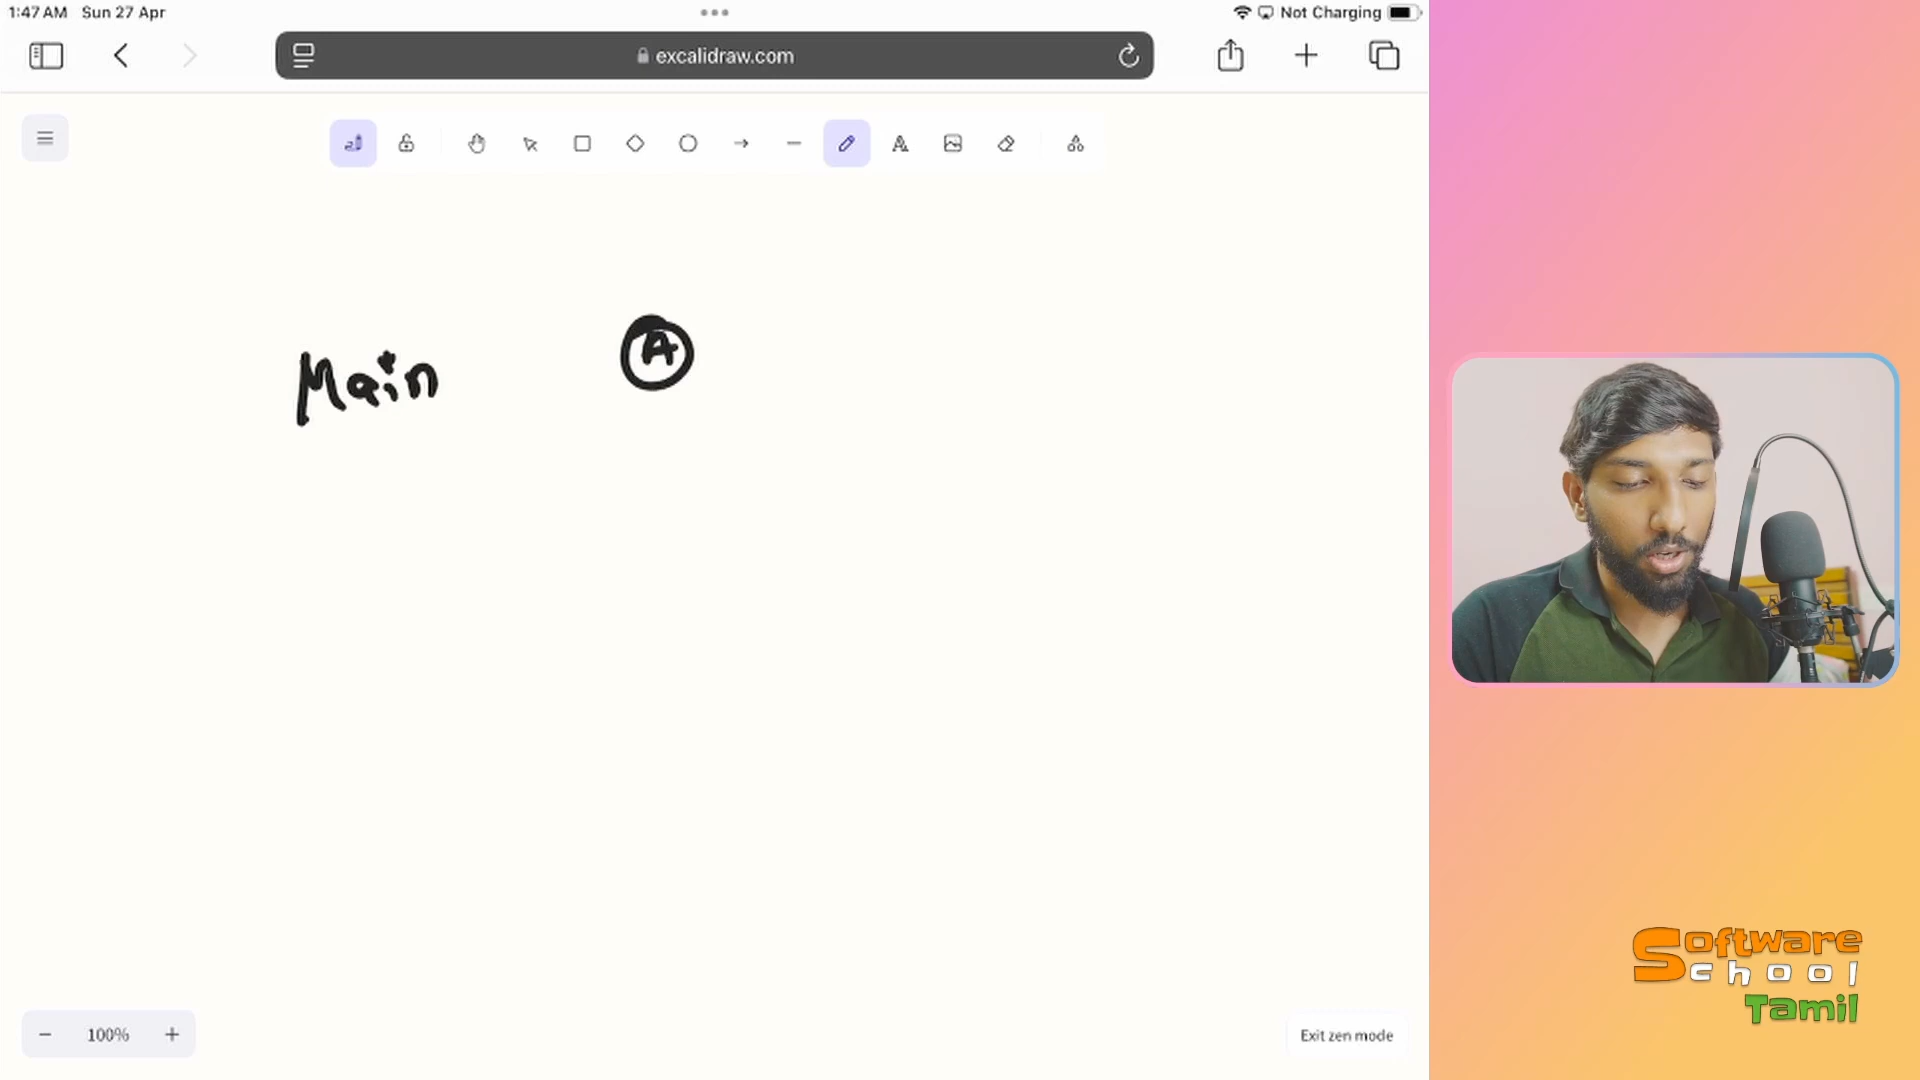 1:47 AM Sun 27 Apr
Not Charging
excalidraw.com
Main
A
100%
Exit zen mode
Software
School
Tamil